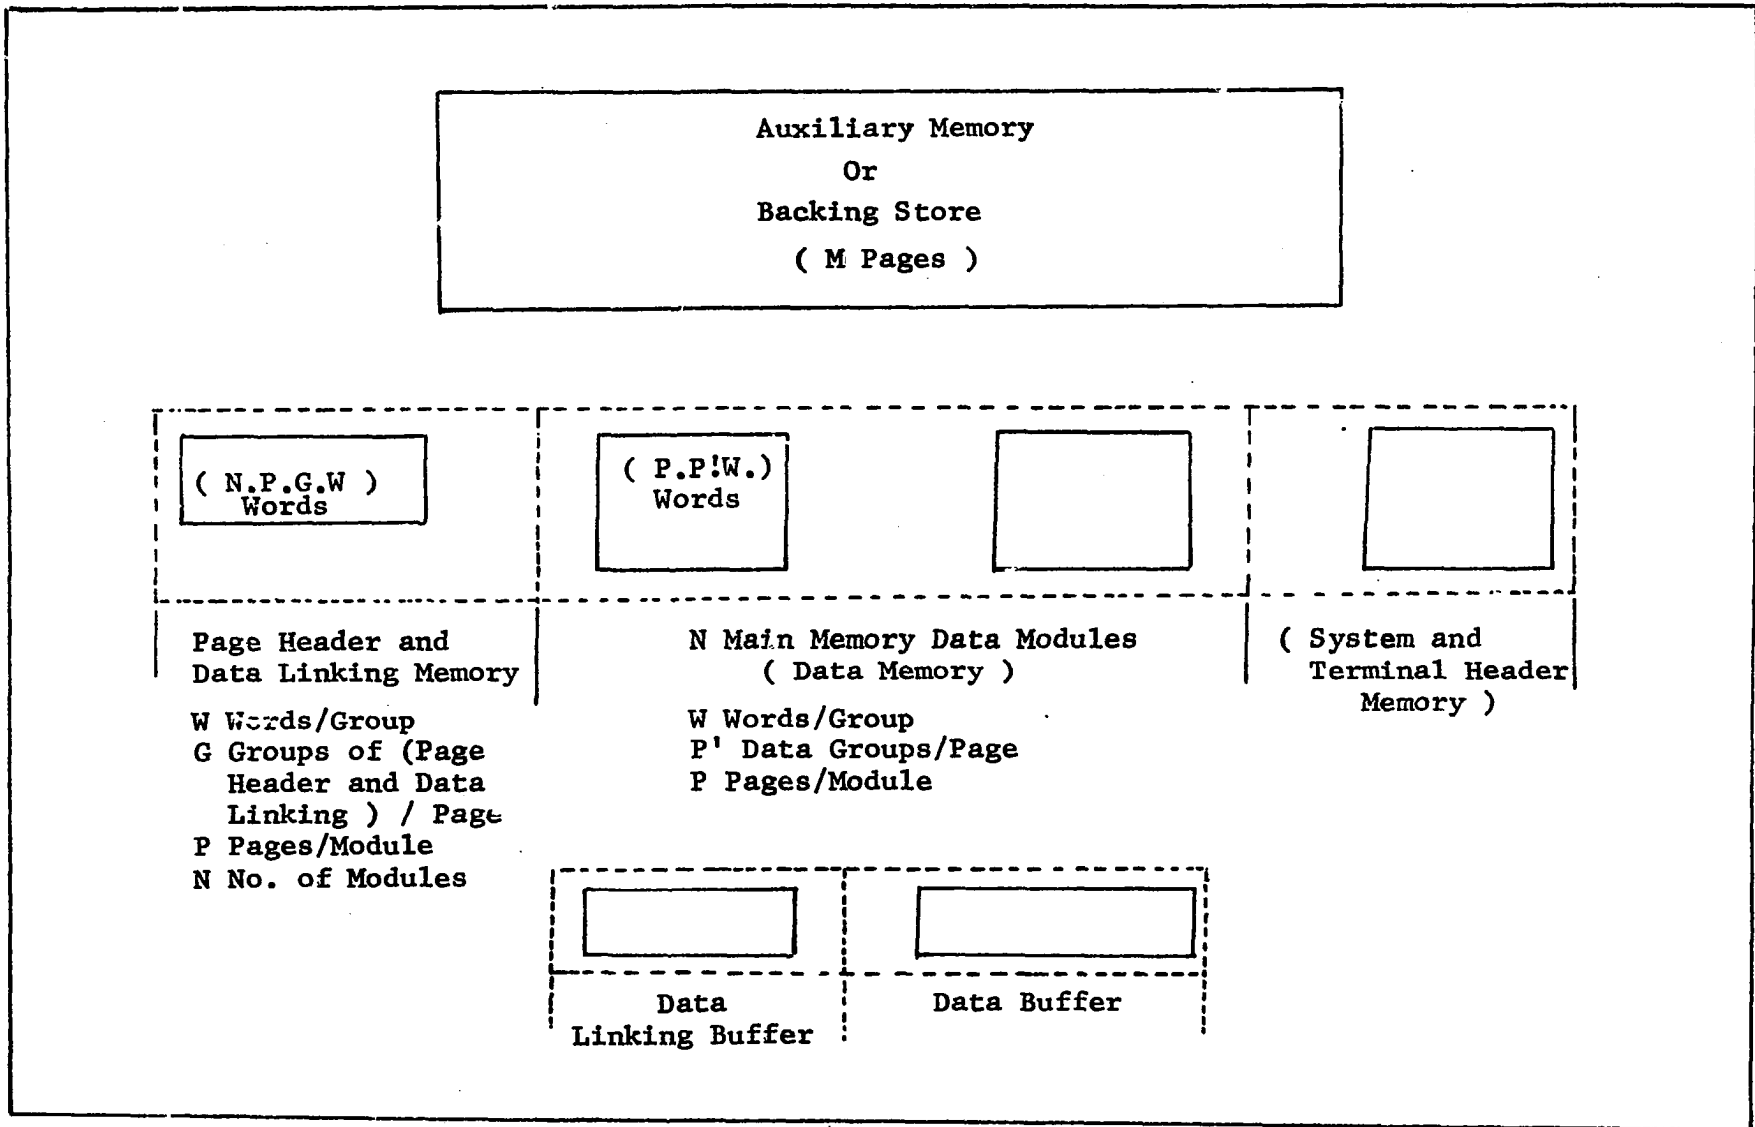 Auxiliary Memory
Or
Backing Store
( M Pages )
( N.P.G.W )
Words
( P.P!W.)
Words
Page Header and
Data Linking Memory
W Words/Group
G Groups of (Page
Header and Data
Linking ) / Page
P Pages/Module
N No. of Modules
N Main Memory Data Modules
( Data Memory )
W Words/Group
P' Data Groups/Page
P Pages/Module
( System and
Terminal Header
Memory )
Data
Linking Buffer
Data Buffer